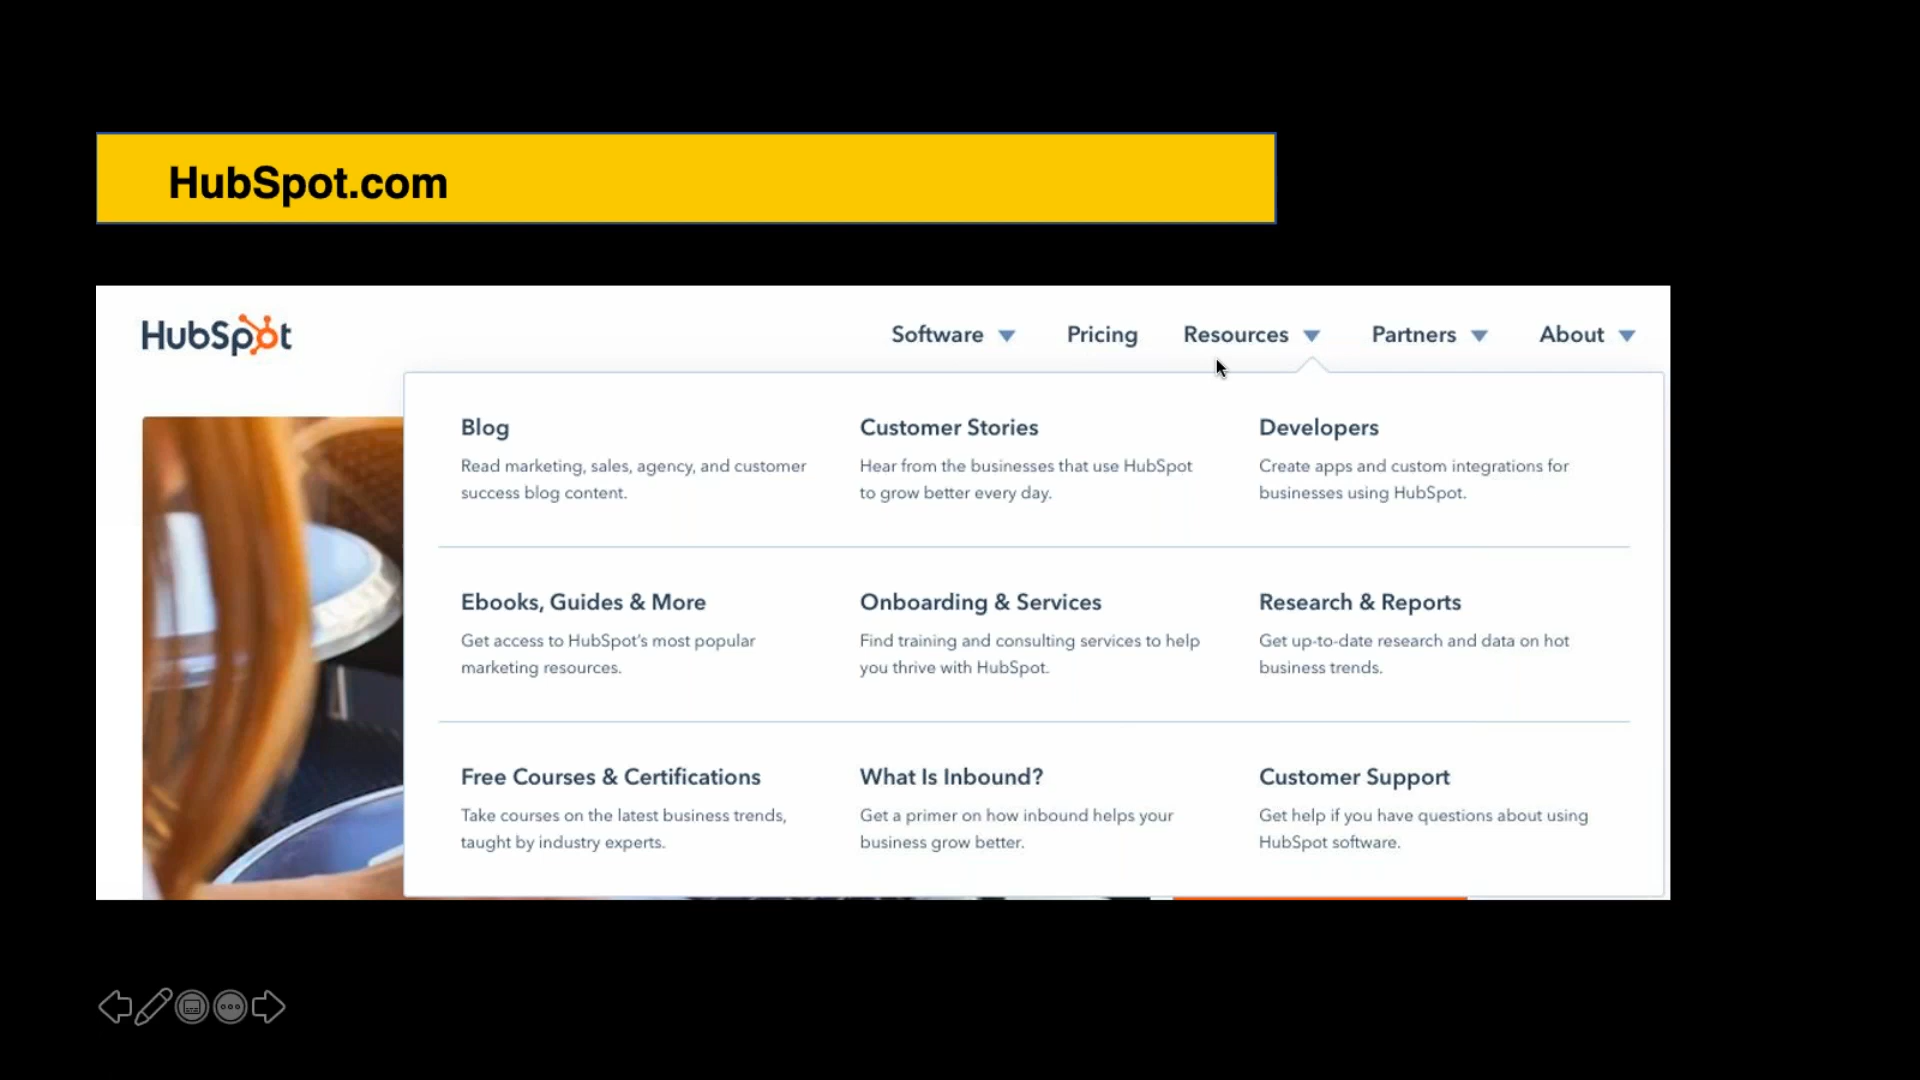 HubSpot.com
HubSpot
Software
Pricing
Resources
Partners
About
Blog
Read marketing, sales, agency, and customer
success blog content.
Customer Stories
Hear from the businesses that use HubSpot
to grow better every day.
Developers
Create apps and custom integrations for
businesses using HubSpot.
Ebooks, Guides & More
Get access to HubSpot's most popular
marketing resources.
Onboarding & Services
Find training and consulting services to help
you thrive with HubSpot.
Research & Reports
Get up-to-date research and data on hot
business trends.
Free Courses & Certifications
Take courses on the latest business trends,
taught by industry experts.
What Is Inbound?
Get a primer on how inbound helps your
business grow better.
Customer Support
Get help if you have questions about using
HubSpot software.